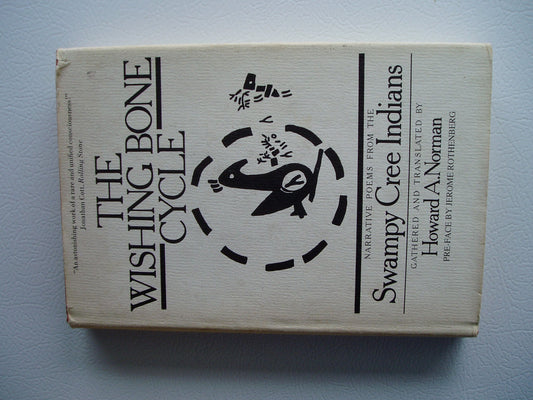 "An astonishing work of a rare and unified consciousness!"
Jonathan Cott, Rolling Stone
THE
WISHING BONE
CYCLE
NARRATIVE POEMS FROM THE
Swampy Cree Indians
GATHERED AND TRANSLATED BY
Howard A. Norman
PRE-FACE BY JEROME ROTHENBERG